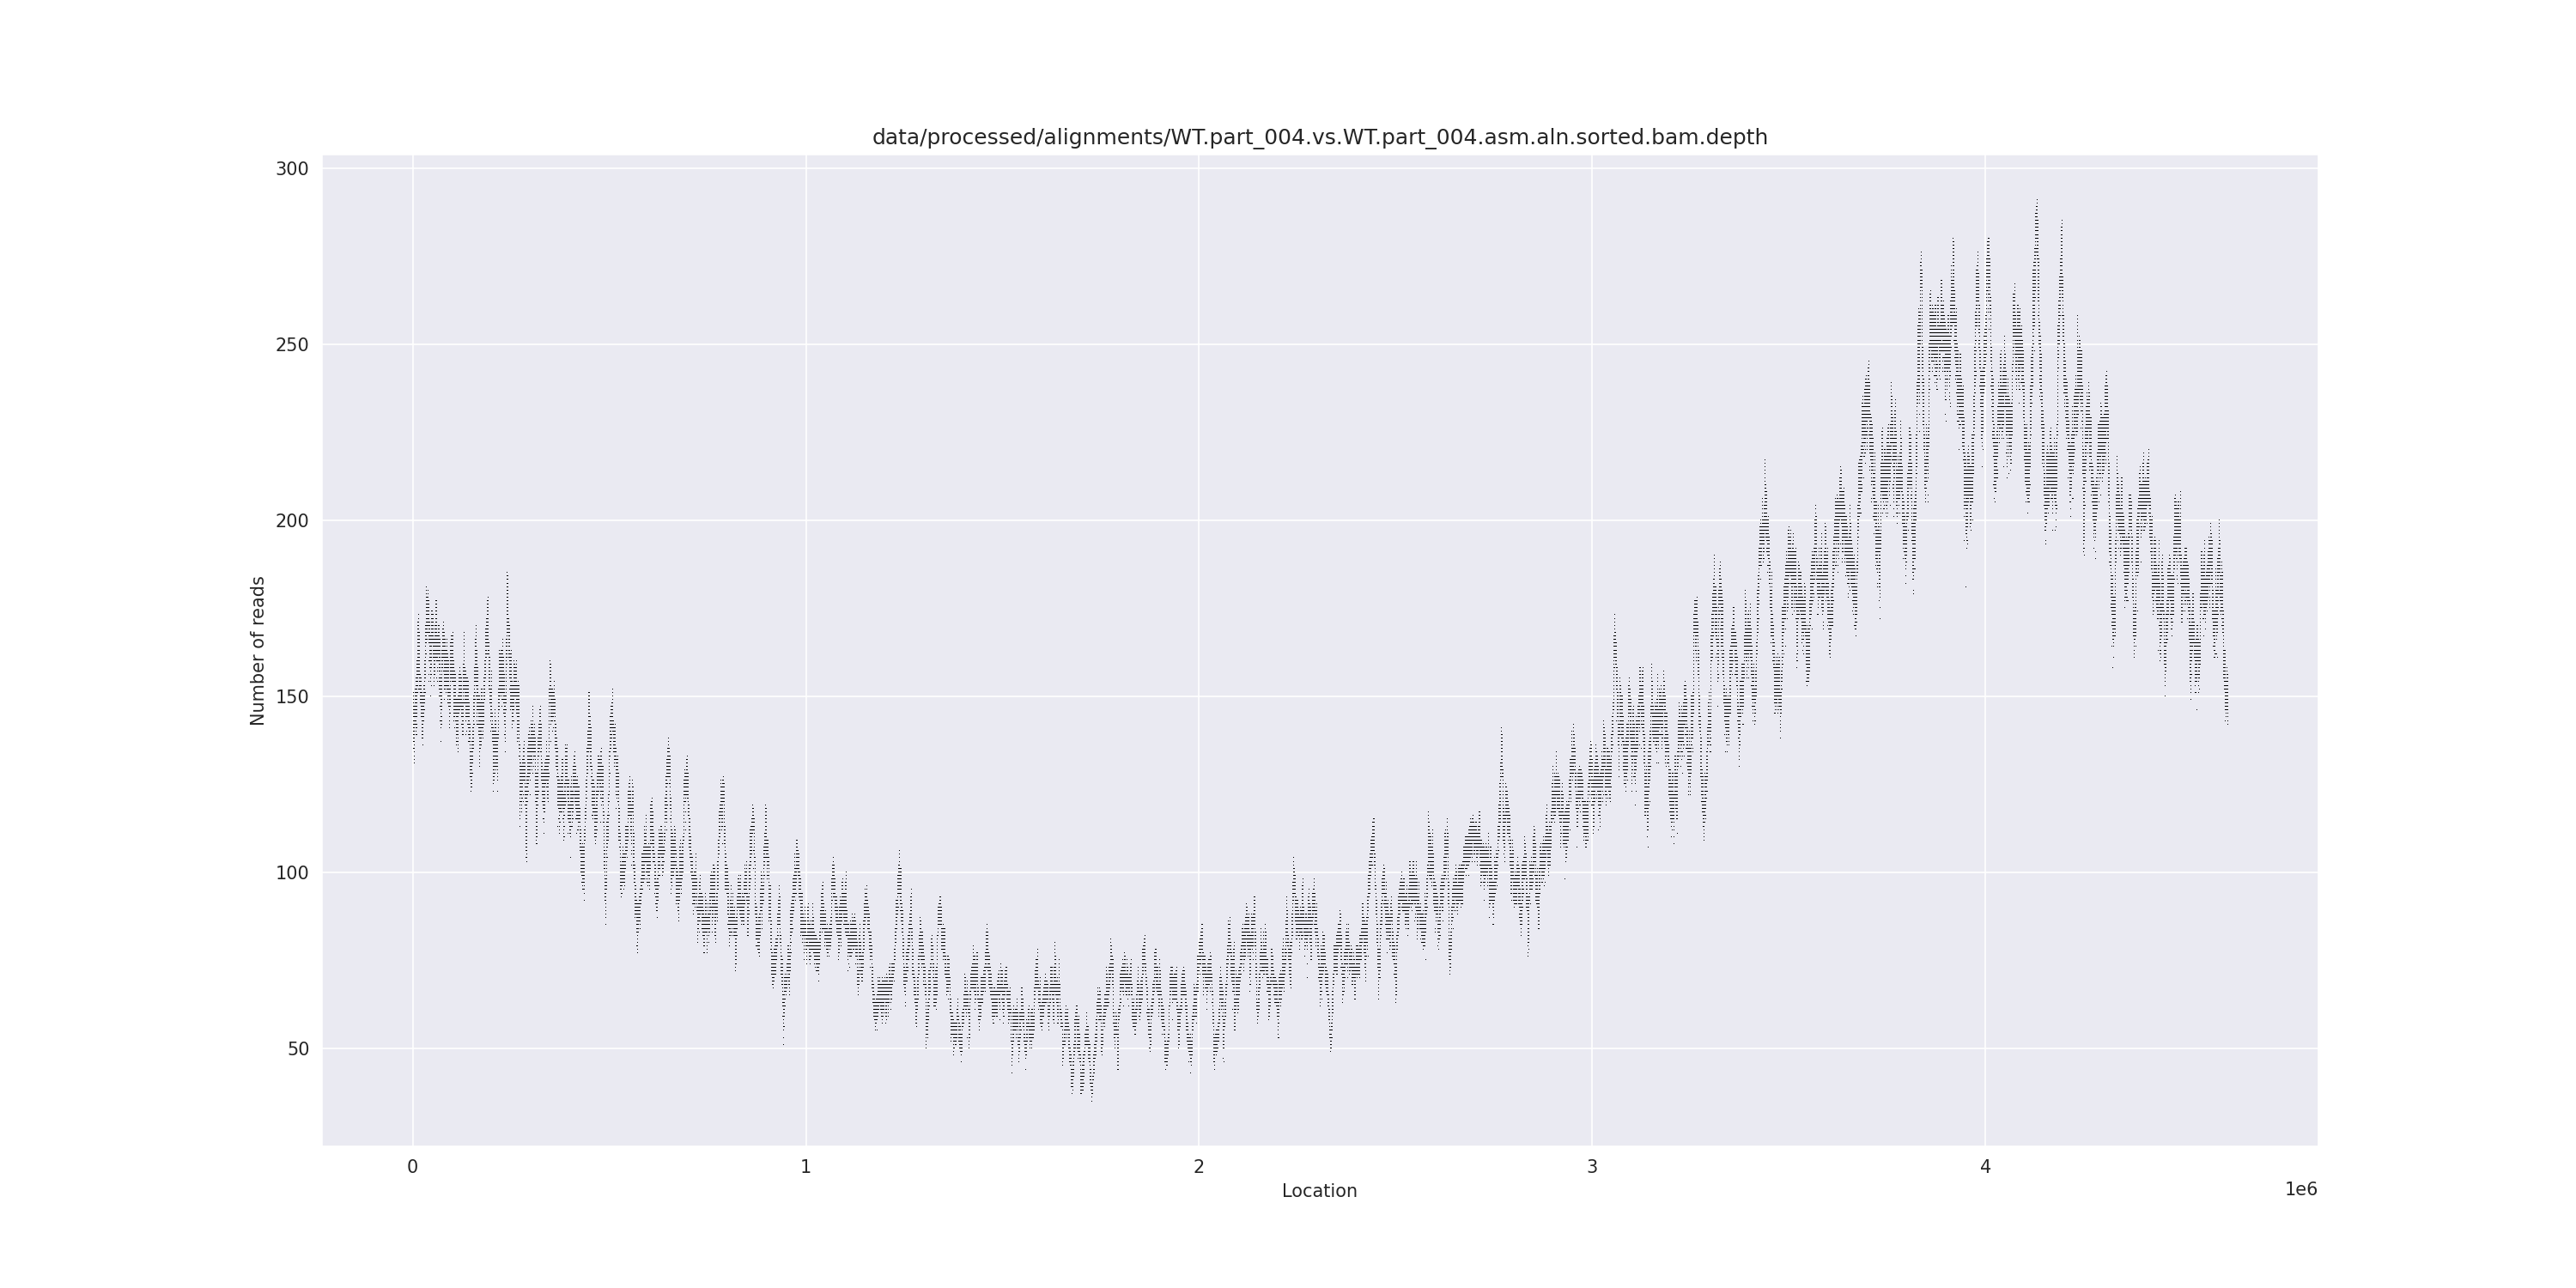 data/processed/alignments/WT.part_004.vs.WT.part_004.asm.aln.sorted.bam.depth
300
250
200
150
100
50
Number of reads
0 1 2 3 4
1e6
Location